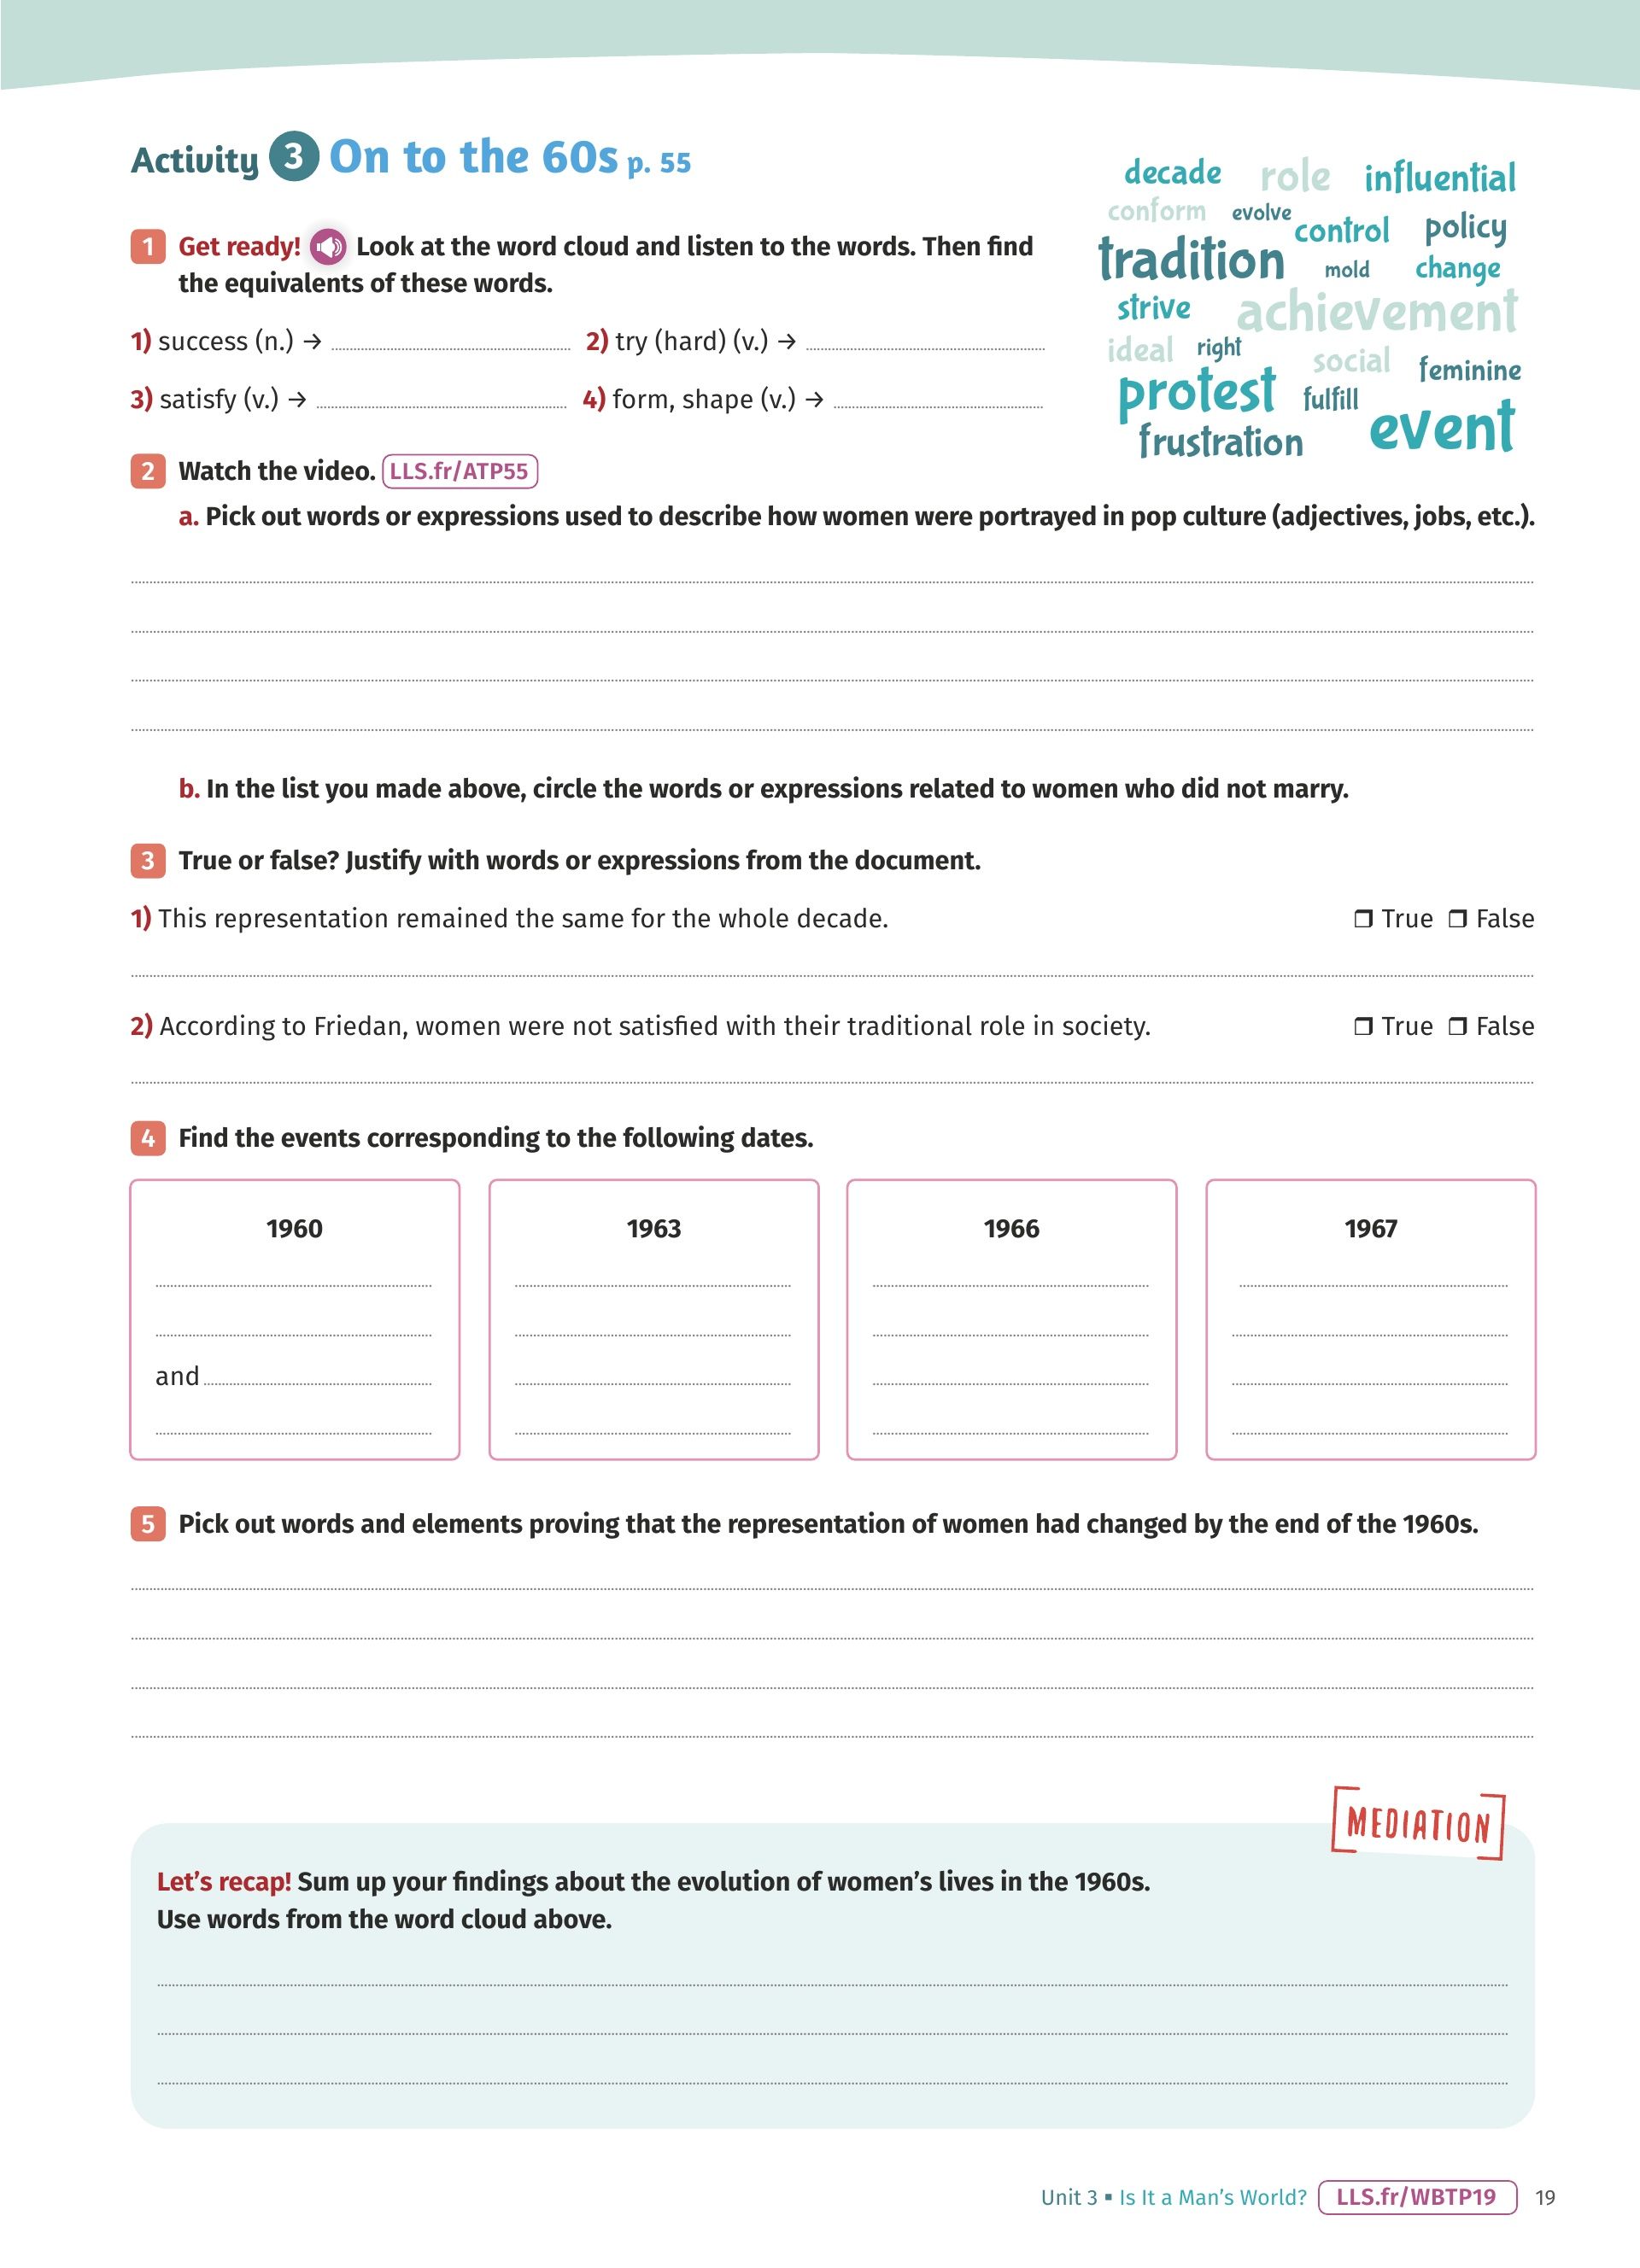 Activity 3 On to the 60s p. 55
decade role influential
conform evolve control policy
tradition mold change
strive achievement
ideal right social feminine
protest fulfill event
frustration
1 Get ready! Look at the word cloud and listen to the words. Then find
the equivalents of these words.
1) success (n.) → 2) try (hard) (v.) →
3) satisfy (v.) → 4) form, shape (v.) →
2 Watch the video. LLS.fr/ATP55
a. Pick out words or expressions used to describe how women were portrayed in pop culture (adjectives, jobs, etc.).
b. In the list you made above, circle the words or expressions related to women who did not marry.
3 True or false? Justify with words or expressions from the document.
1) This representation remained the same for the whole decade. ❒ True ❒ False
2) According to Friedan, women were not satisfied with their traditional role in society. ❒ True ❒ False
4 Find the events corresponding to the following dates.
1960 1963 1966 1967
and
5 Pick out words and elements proving that the representation of women had changed by the end of the 1960s.
MEDIATION
Let's recap! Sum up your findings about the evolution of women's lives in the 1960s.
Use words from the word cloud above.
Unit 3 ▪ Is It a Man's World? LLS.fr/WBTP19 19